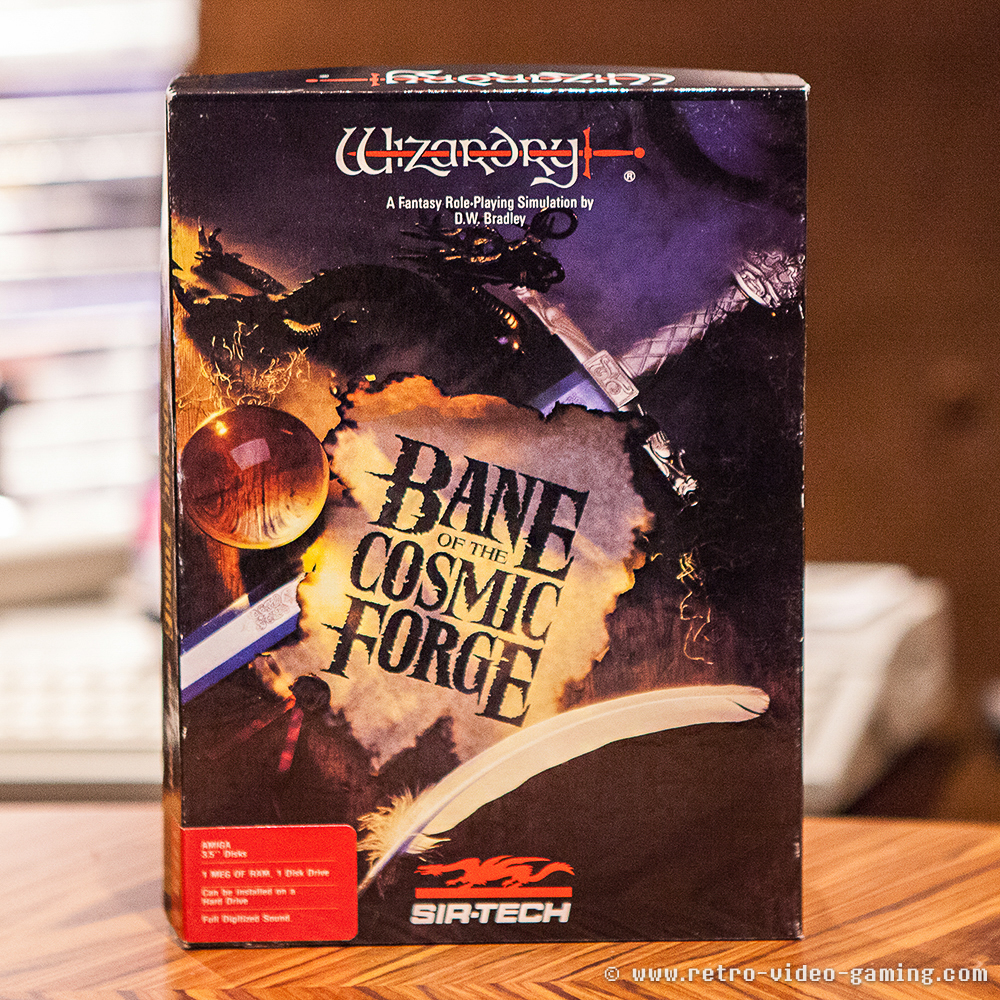 Wizardry
Wizardry®
A Fantasy Role-Playing Simulation by
D.W. Bradley
BANE
OF THE
COSMIC
FORGE
AMIGA
3.5" Disks
1 MEG OF RAM, 1 Disk Drive
Can be installed on a
Hard Drive
Full Digitized Sound
SIR-TECH
© www.retro-video-gaming.com